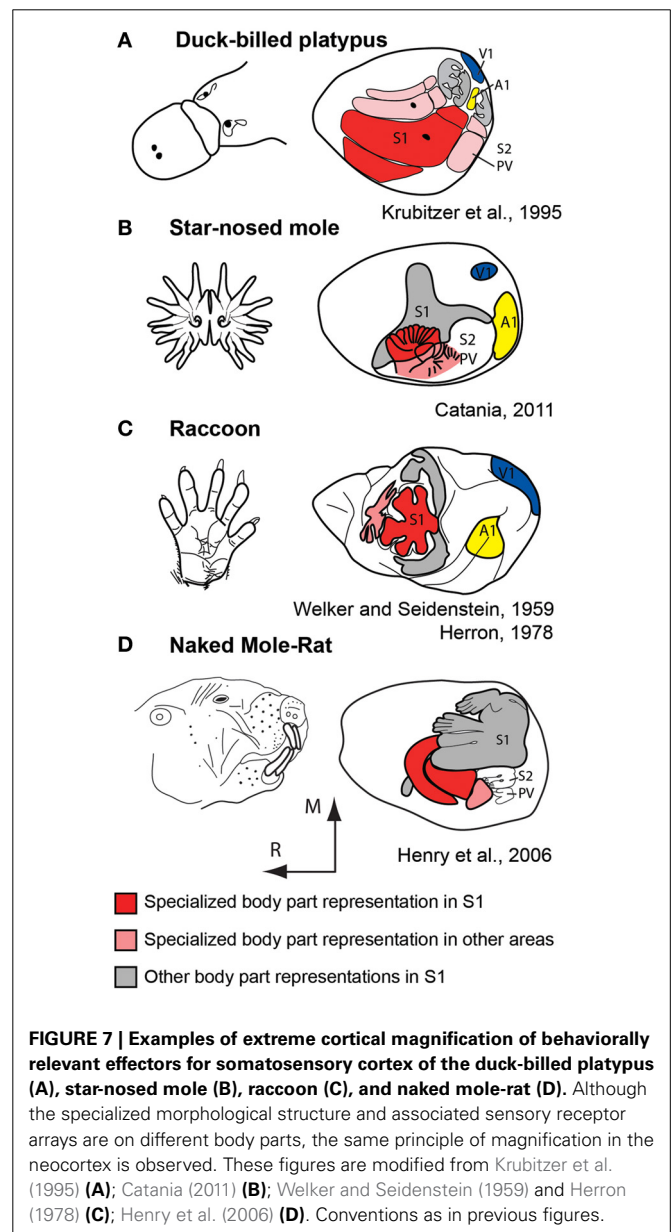 A Duck-billed platypus
V1
A1
S1
S2
PV
Krubitzer et al., 1995
B Star-nosed mole
V1
S1
A1
S2
PV
Catania, 2011
C Raccoon
V1
S1
A1
Welker and Seidenstein, 1959
Herron, 1978
D Naked Mole-Rat
S1
S2
PV
M
R
Henry et al., 2006
Specialized body part representation in S1
Specialized body part representation in other areas
Other body part representations in S1
FIGURE 7 | Examples of extreme cortical magnification of behaviorally
relevant effectors for somatosensory cortex of the duck-billed platypus
(A), star-nosed mole (B), raccoon (C), and naked mole-rat (D). Although
the specialized morphological structure and associated sensory receptor
arrays are on different body parts, the same principle of magnification in the
neocortex is observed. These figures are modified from Krubitzer et al.
(1995) (A); Catania (2011) (B); Welker and Seidenstein (1959) and Herron
(1978) (C); Henry et al. (2006) (D). Conventions as in previous figures.